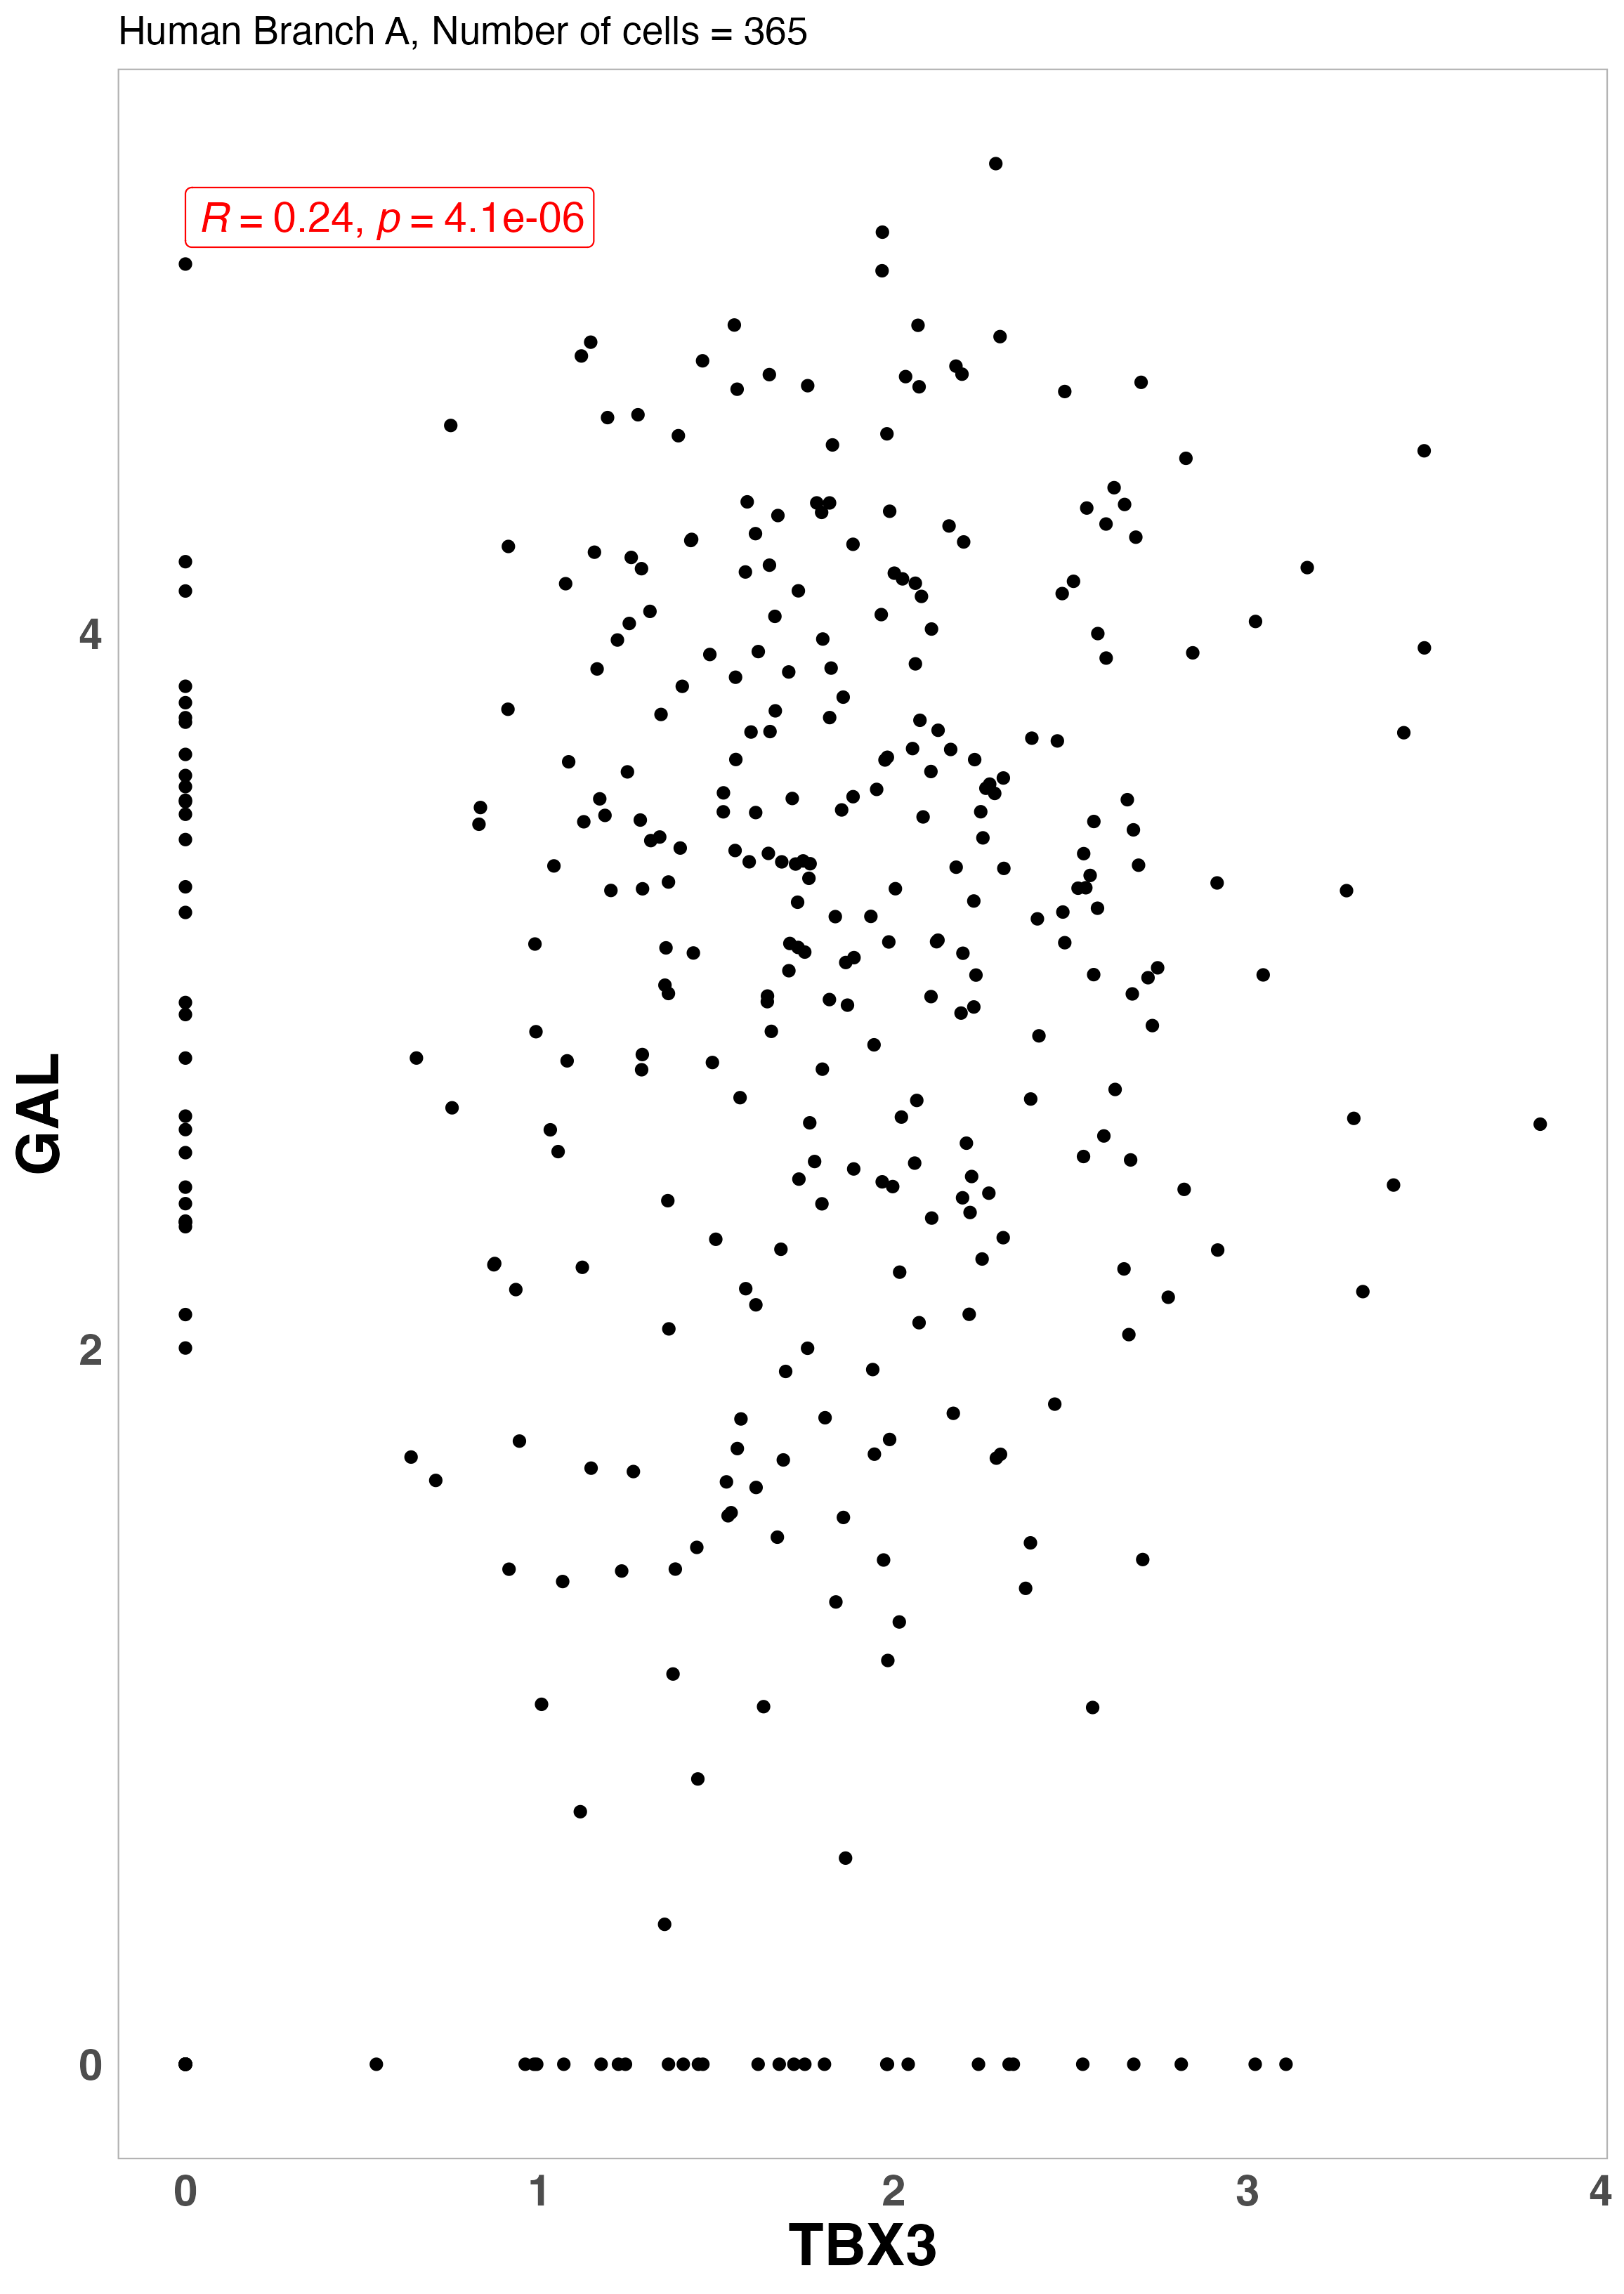 Human Branch A, Number of cells = 365
R = 0.24, p = 4.1e-06
GAL
4
2
0
0 1 2 3 4
TBX3